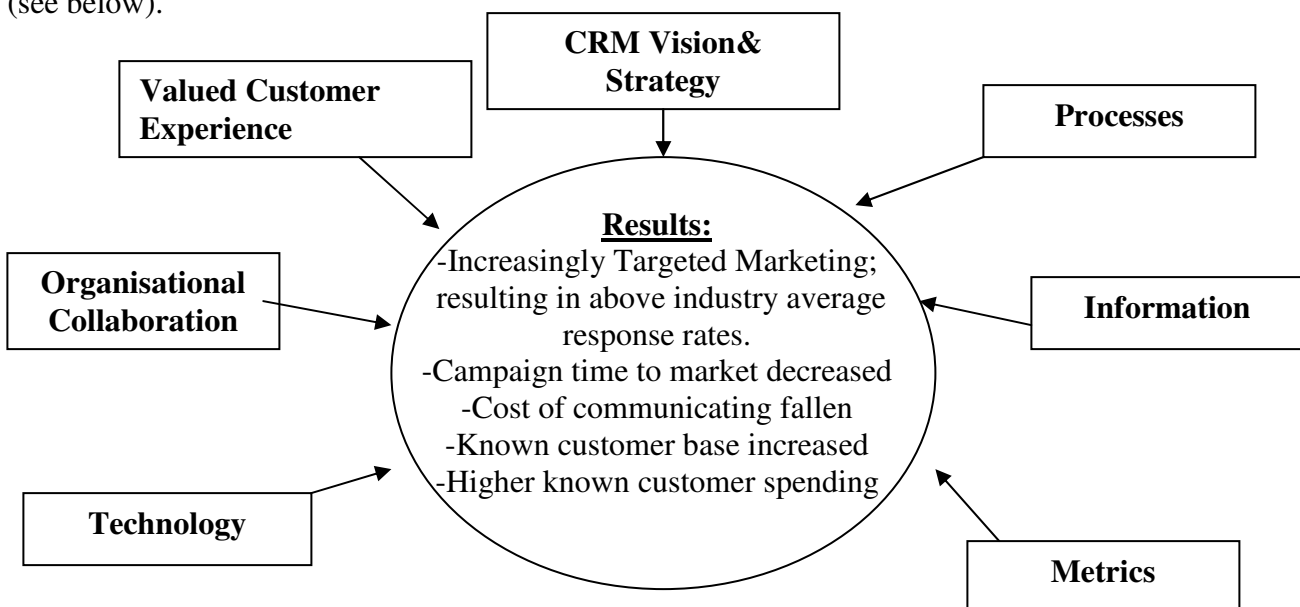 (see below).
CRM Vision&
Strategy
Valued Customer
Experience
Processes
Results:
-Increasingly Targeted Marketing;
resulting in above industry average
response rates.
-Campaign time to market decreased
-Cost of communicating fallen
-Known customer base increased
-Higher known customer spending
Organisational
Collaboration
Information
Technology
Metrics